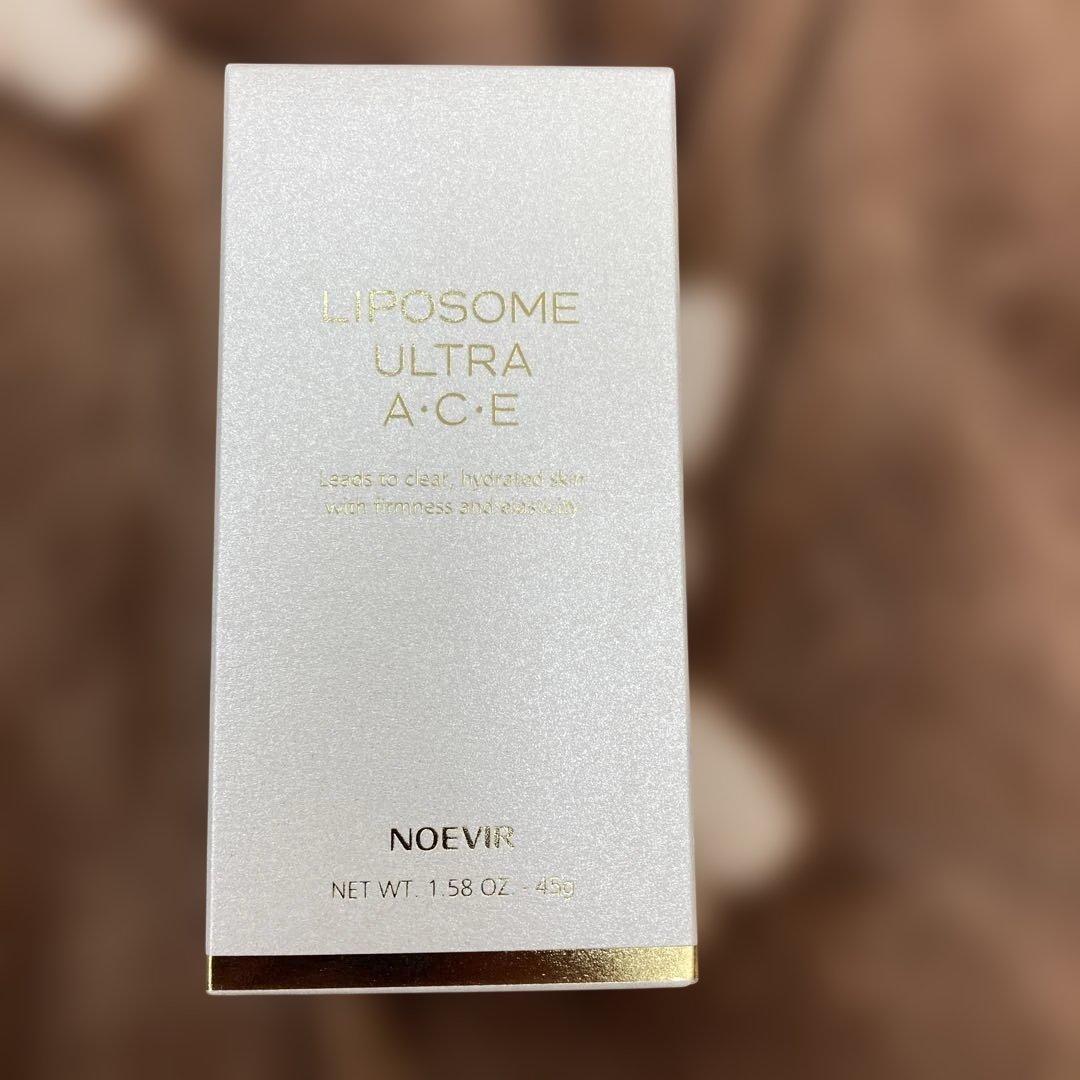 LIPOSOME
ULTRA
A·C·E
Leads to clear, hydrated skin
with firmness and elasticity
NOEVIR
NET WT. 1.58 OZ. - 45g